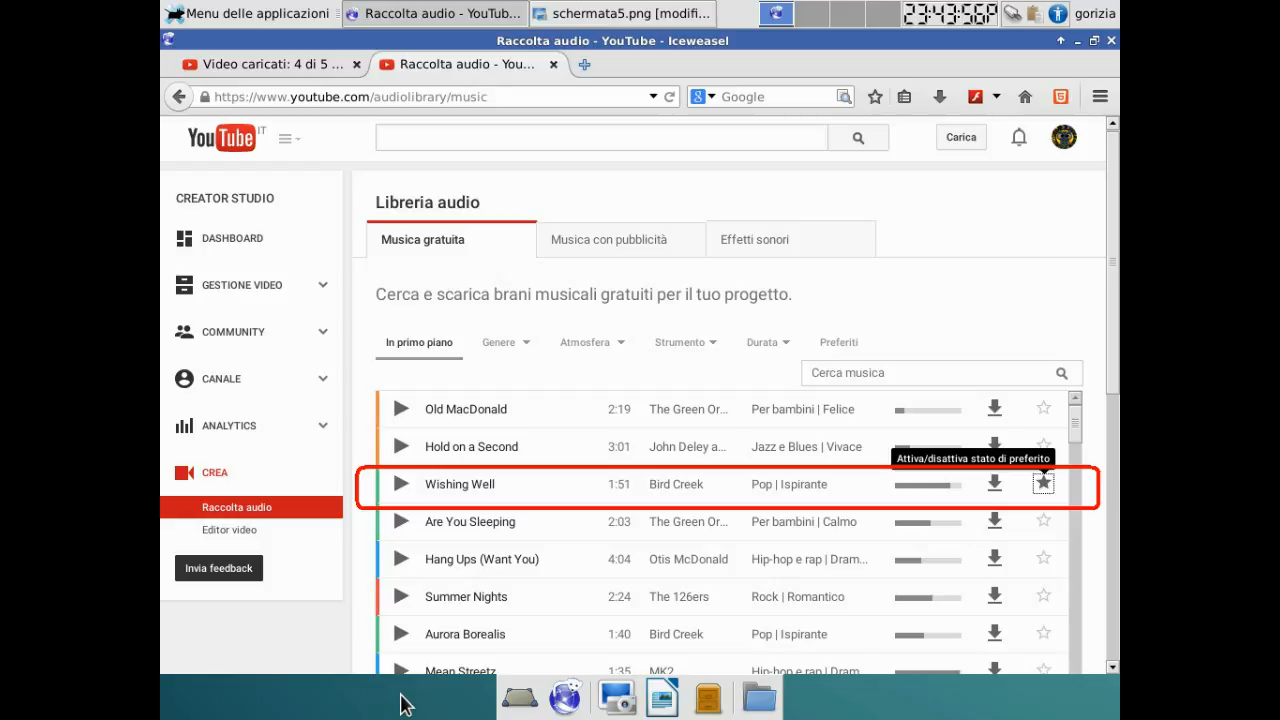 Menu delle applicazioni
Raccolta audio - YouTub...
schermata5.png [modifi...
23:43:56P
gorizia
Raccolta audio - YouTube - Iceweasel
Video caricati: 4 di 5 ...
Raccolta audio - You...
https://www.youtube.com/audiolibrary/music
Google
YouTube IT
Carica
CREATOR STUDIO
DASHBOARD
GESTIONE VIDEO
COMMUNITY
CANALE
ANALYTICS
CREA
Raccolta audio
Editor video
Invia feedback
Libreria audio
Musica gratuita
Musica con pubblicità
Effetti sonori
Cerca e scarica brani musicali gratuiti per il tuo progetto.
In primo piano
Genere
Atmosfera
Strumento
Durata
Preferiti
Cerca musica
Old MacDonald 2:19 The Green Or... Per bambini | Felice
Hold on a Second 3:01 John Deley a... Jazz e Blues | Vivace
Attiva/disattiva stato di preferito
Wishing Well 1:51 Bird Creek Pop | Ispirante
Are You Sleeping 2:03 The Green Or... Per bambini | Calmo
Hang Ups (Want You) 4:04 Otis McDonald Hip-hop e rap | Dram...
Summer Nights 2:24 The 126ers Rock | Romantico
Aurora Borealis 1:40 Bird Creek Pop | Ispirante
Mean Streetz 1:35 MK2 Hip-hop e rap | Dram...